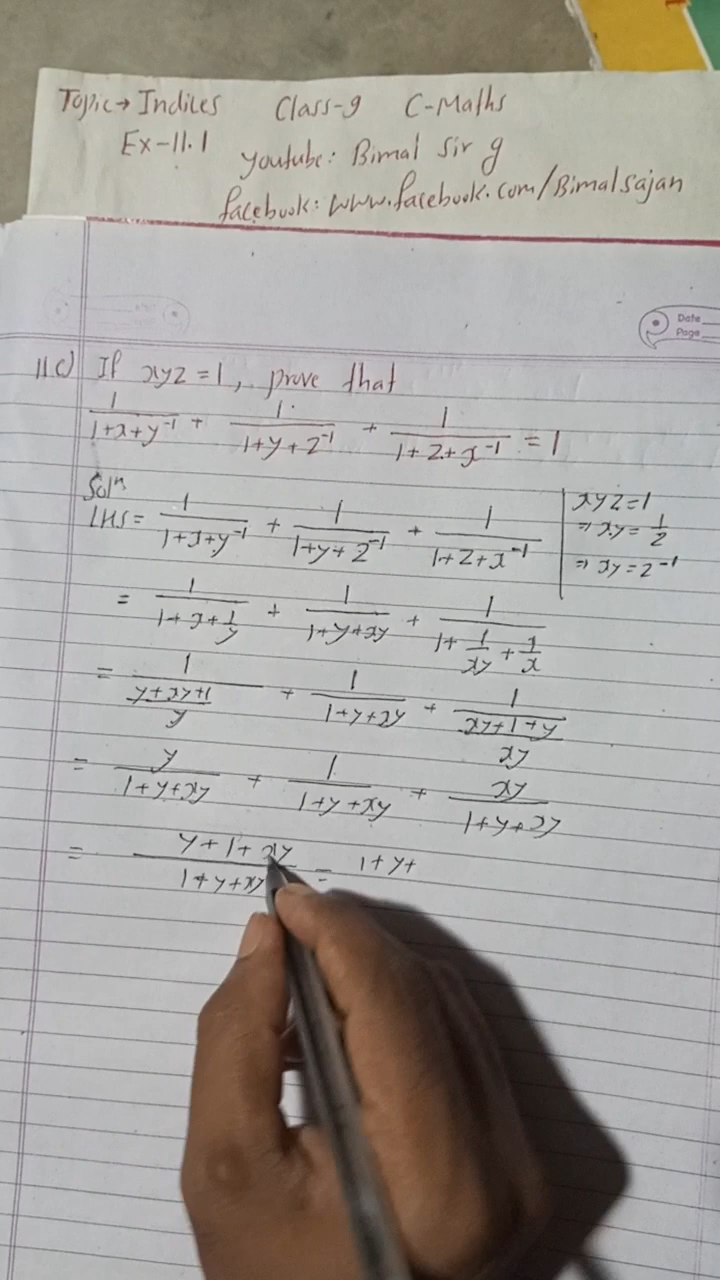 Topic→ Indices Class-9 C-Maths
Ex-11.1 youtube: Bimal Sir g
facebook: www.facebook.com/Bimalsajan
Date
Page
11.c) If xyz = 1, prove that
1/(1+x+y⁻¹) + 1/(1+y+z⁻¹) + 1/(1+z+x⁻¹) = 1
Solⁿ,
LHS = 1/(1+x+y⁻¹) + 1/(1+y+z⁻¹) + 1/(1+z+x⁻¹)
xyz = 1
⇒ xy = 1/z
⇒ xy = z⁻¹
= 1/(1+x+1/y) + 1/(1+y+xy) + 1/(1+1/xy+1/x)
= 1/((y+xy+1)/y) + 1/(1+y+xy) + 1/((xy+1+y)/xy)
= y/(1+y+xy) + 1/(1+y+xy) + xy/(1+y+xy)
= (y+1+xy)/(1+y+xy) = 1+y+